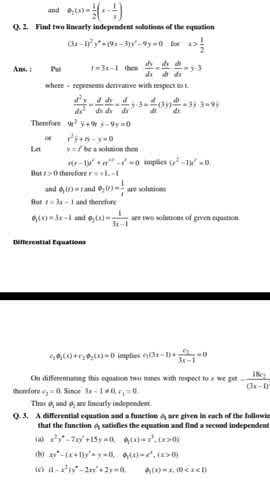 and φ₂(x) = 1/2 (x - 1/x)
Q. 2. Find two linearly independent solutions of the equation
(3x – 1)² y″ + (9x – 3)y′ – 9y = 0 for x > 1/3
Ans. : Put t = 3x – 1 then dy/dx = dy/dt · dt/dx = ẏ · 3
where · represents derivative with respect to t.
d²y/dx² = d/dx dy/dx = d/dx ẏ·3 = d/dt (3ẏ) dt/dx = 3ÿ·3 = 9ÿ
Therefore 9t² ÿ + 9t ẏ – 9y = 0
or t² ÿ + tẏ – y = 0
Let be a solution then
implies (r² – 1)tʳ = 0.
But t > 0 therefore r = +1, –1
and φ₁(t) = t and φ₂(t) = 1/t are solutions
But t = 3x – 1 and therefore
φ₁(x) = 3x – 1 and φ₂(x) = 1/(3x – 1) are two solutions of given equation.
Differential Equations
c₁ φ₁(x) + c₂ φ₂(x) = 0 implies c₁(3x – 1) + c₂/(3x – 1) = 0
On differentiating this equation two times with respect to x we get – 18c₂/(3x – 1)
therefore c₂ = 0. Since 3x – 1 ≠ 0, c₁ = 0.
Thus φ₁ and φ₂ are linearly independent.
Q. 3. A differential equation and a function φ₁ are given in each of the followin
that the function φ₁ satisfies the equation and find a second independent
(a) x² y″ – 7xy′ + 15y = 0, φ₁(x) = x³, (x > 0)
(b) xy″ – (x + 1)y′ + y = 0, φ₁(x) = eˣ, (x > 0)
(c) (1 – x²)y″ – 2xy′ + 2y = 0, φ₁(x) = x, (0 < x < 1)